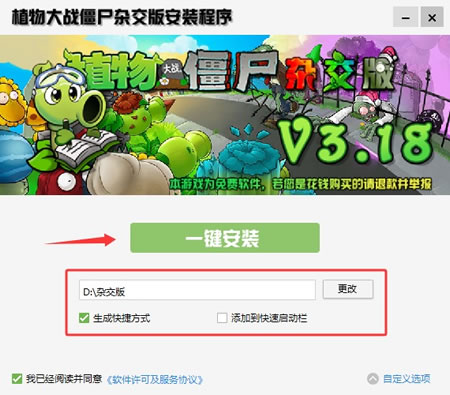 植物大战僵尸杂交版安装程序
植物大战僵尸杂交版
V3.18
本游戏为免费软件，若您是花钱购买的请退款并举报
一键安装
D:\杂交版
更改
生成快捷方式
添加到快速启动栏
我已经阅读并同意《软件许可及服务协议》
自定义选项